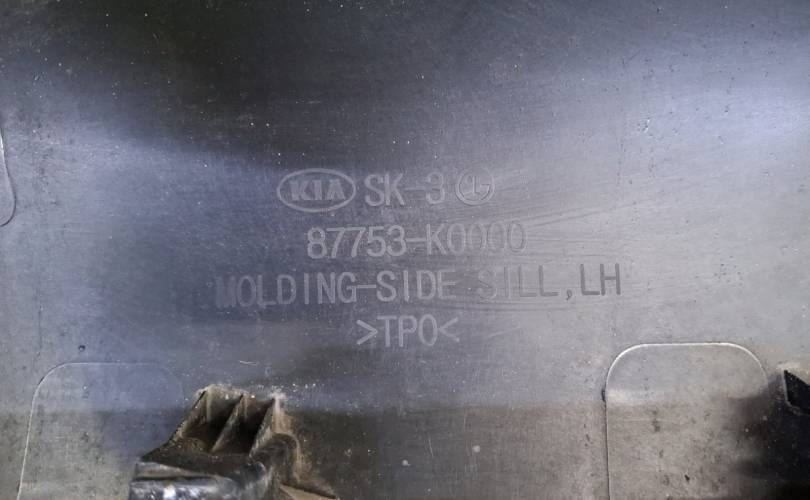 KIA SK-3 L
87753-K0000
MOLDING-SIDE SILL, LH
>TPO<